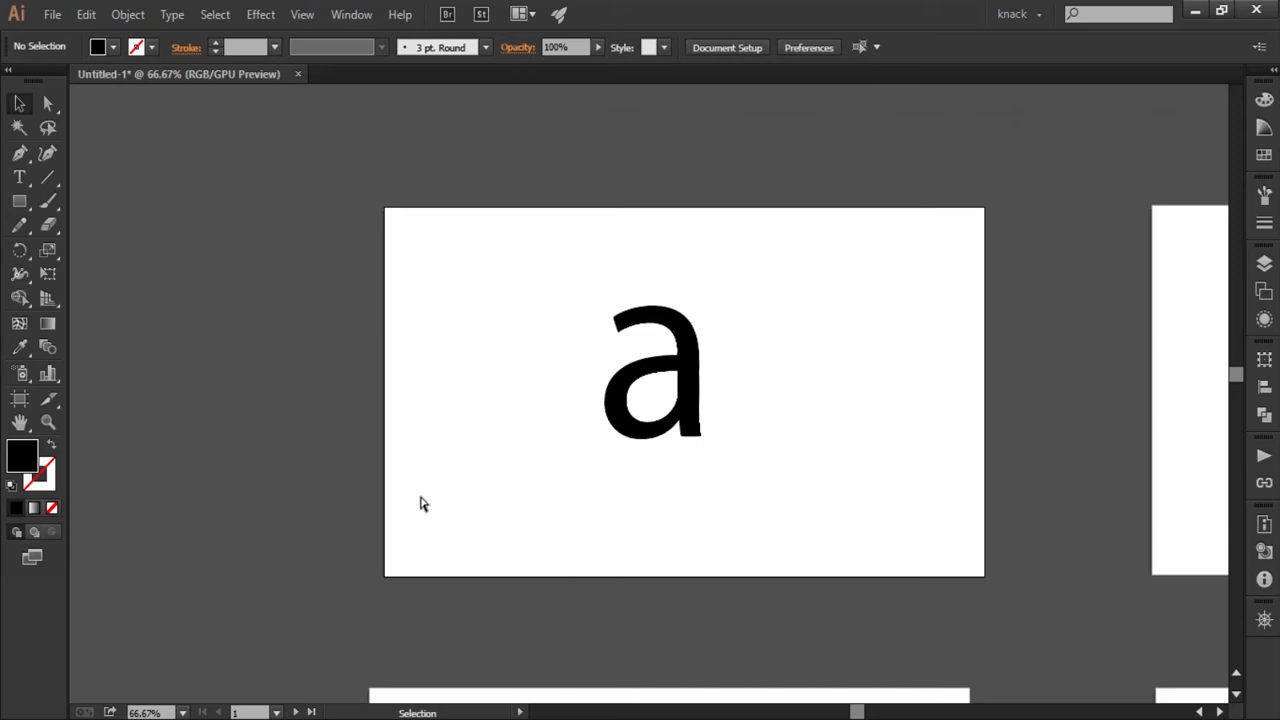 Ai File Edit Object Type Select Effect View Window Help Br St knack
No Selection Stroke: 3 pt. Round Opacity: 100% Style: Document Setup Preferences
Untitled-1* @ 66.67% (RGB/GPU Preview) ×
a
66.67% 1 Selection